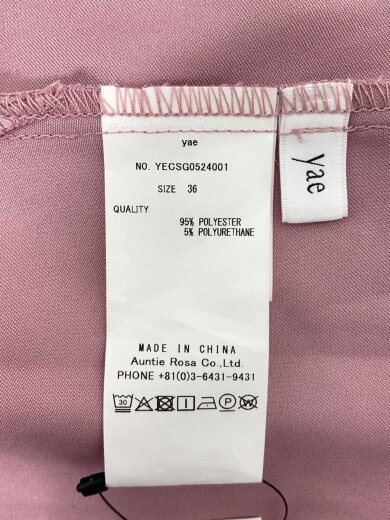 yae
NO. YECSG0524001
SIZE 36
QUALITY
95% POLYESTER
5% POLYURETHANE
MADE IN CHINA
Auntie Rosa Co.,Ltd.
PHONE +81(0)3-6431-9431
30
P W
yae